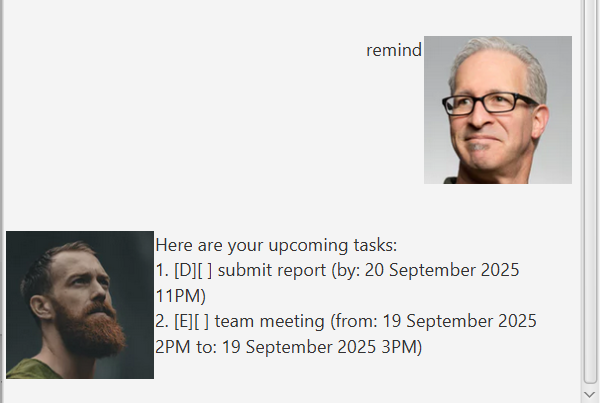 remind
Here are your upcoming tasks:
1. [D][ ] submit report (by: 20 September 2025
11PM)
2. [E][ ] team meeting (from: 19 September 2025
2PM to: 19 September 2025 3PM)